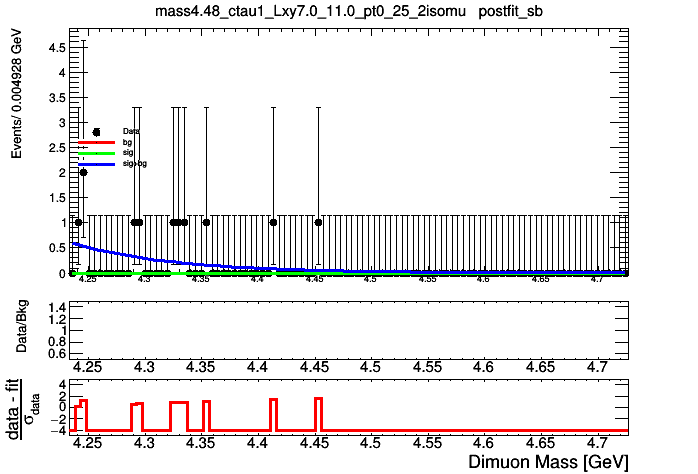 mass4.48_ctau1_Lxy7.0_11.0_pt0_25_2isomu postfit_sb
Events/ 0.004928 GeV
4.5
4
3.5
3
2.5
2
1.5
1
0.5
0
Data
bg
sig
sig+bg
4.25 4.3 4.35 4.4 4.45 4.5 4.55 4.6 4.65 4.7
Data/Bkg
1.4
1.2
1
0.8
0.6
4.25 4.3 4.35 4.4 4.45 4.5 4.55 4.6 4.65 4.7
data - fit
σdata
4
2
0
−2
−4
4.25 4.3 4.35 4.4 4.45 4.5 4.55 4.6 4.65 4.7
Dimuon Mass [GeV]